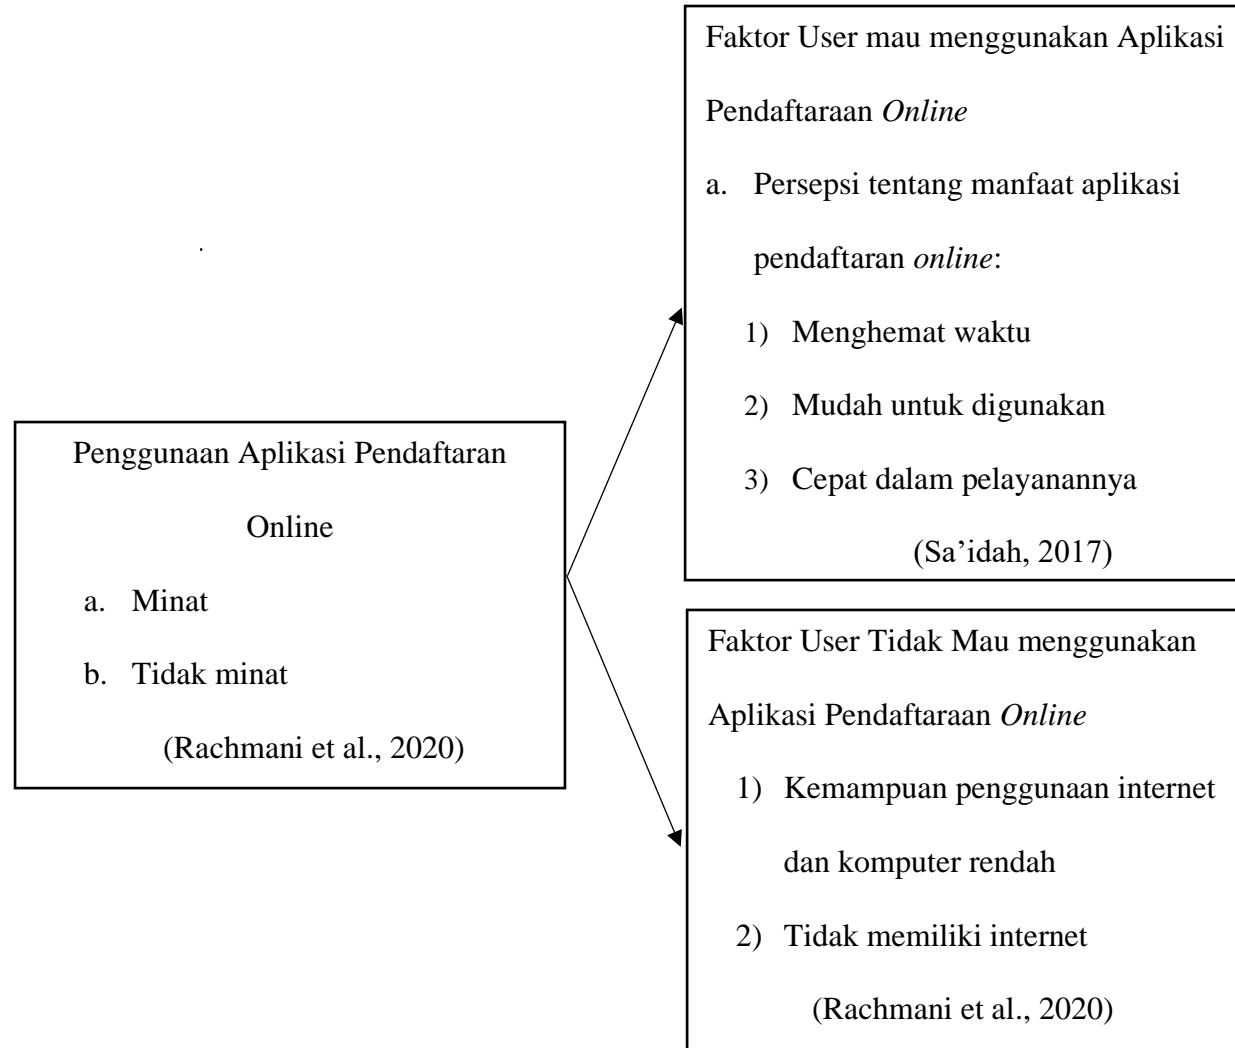 Penggunaan Aplikasi Pendaftaran
Online
a. Minat
b. Tidak minat
(Rachmani et al., 2020)
Faktor User mau menggunakan Aplikasi
Pendaftaraan Online
a. Persepsi tentang manfaat aplikasi
pendaftaran online:
1) Menghemat waktu
2) Mudah untuk digunakan
3) Cepat dalam pelayanannya
(Sa’idah, 2017)
Faktor User Tidak Mau menggunakan
Aplikasi Pendaftaraan Online
1) Kemampuan penggunaan internet
dan komputer rendah
2) Tidak memiliki internet
(Rachmani et al., 2020)